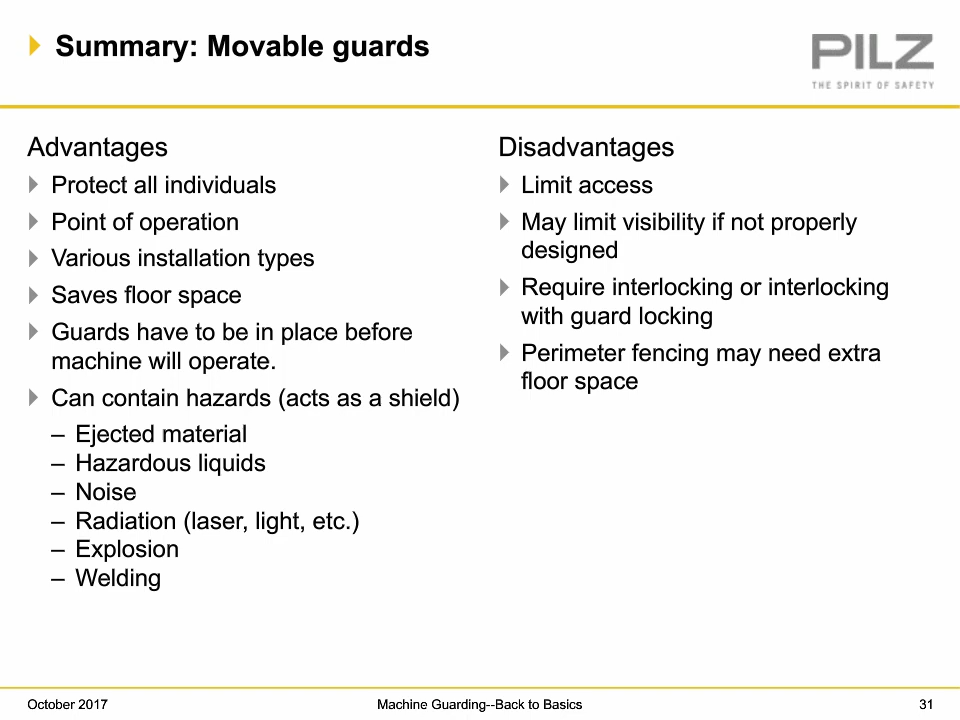 Summary: Movable guards
PILZ
THE SPIRIT OF SAFETY
Advantages
Protect all individuals
Point of operation
Various installation types
Saves floor space
Guards have to be in place before
machine will operate.
Can contain hazards (acts as a shield)
– Ejected material
– Hazardous liquids
– Noise
– Radiation (laser, light, etc.)
– Explosion
– Welding
Disadvantages
Limit access
May limit visibility if not properly
designed
Require interlocking or interlocking
with guard locking
Perimeter fencing may need extra
floor space
October 2017
Machine Guarding--Back to Basics
31